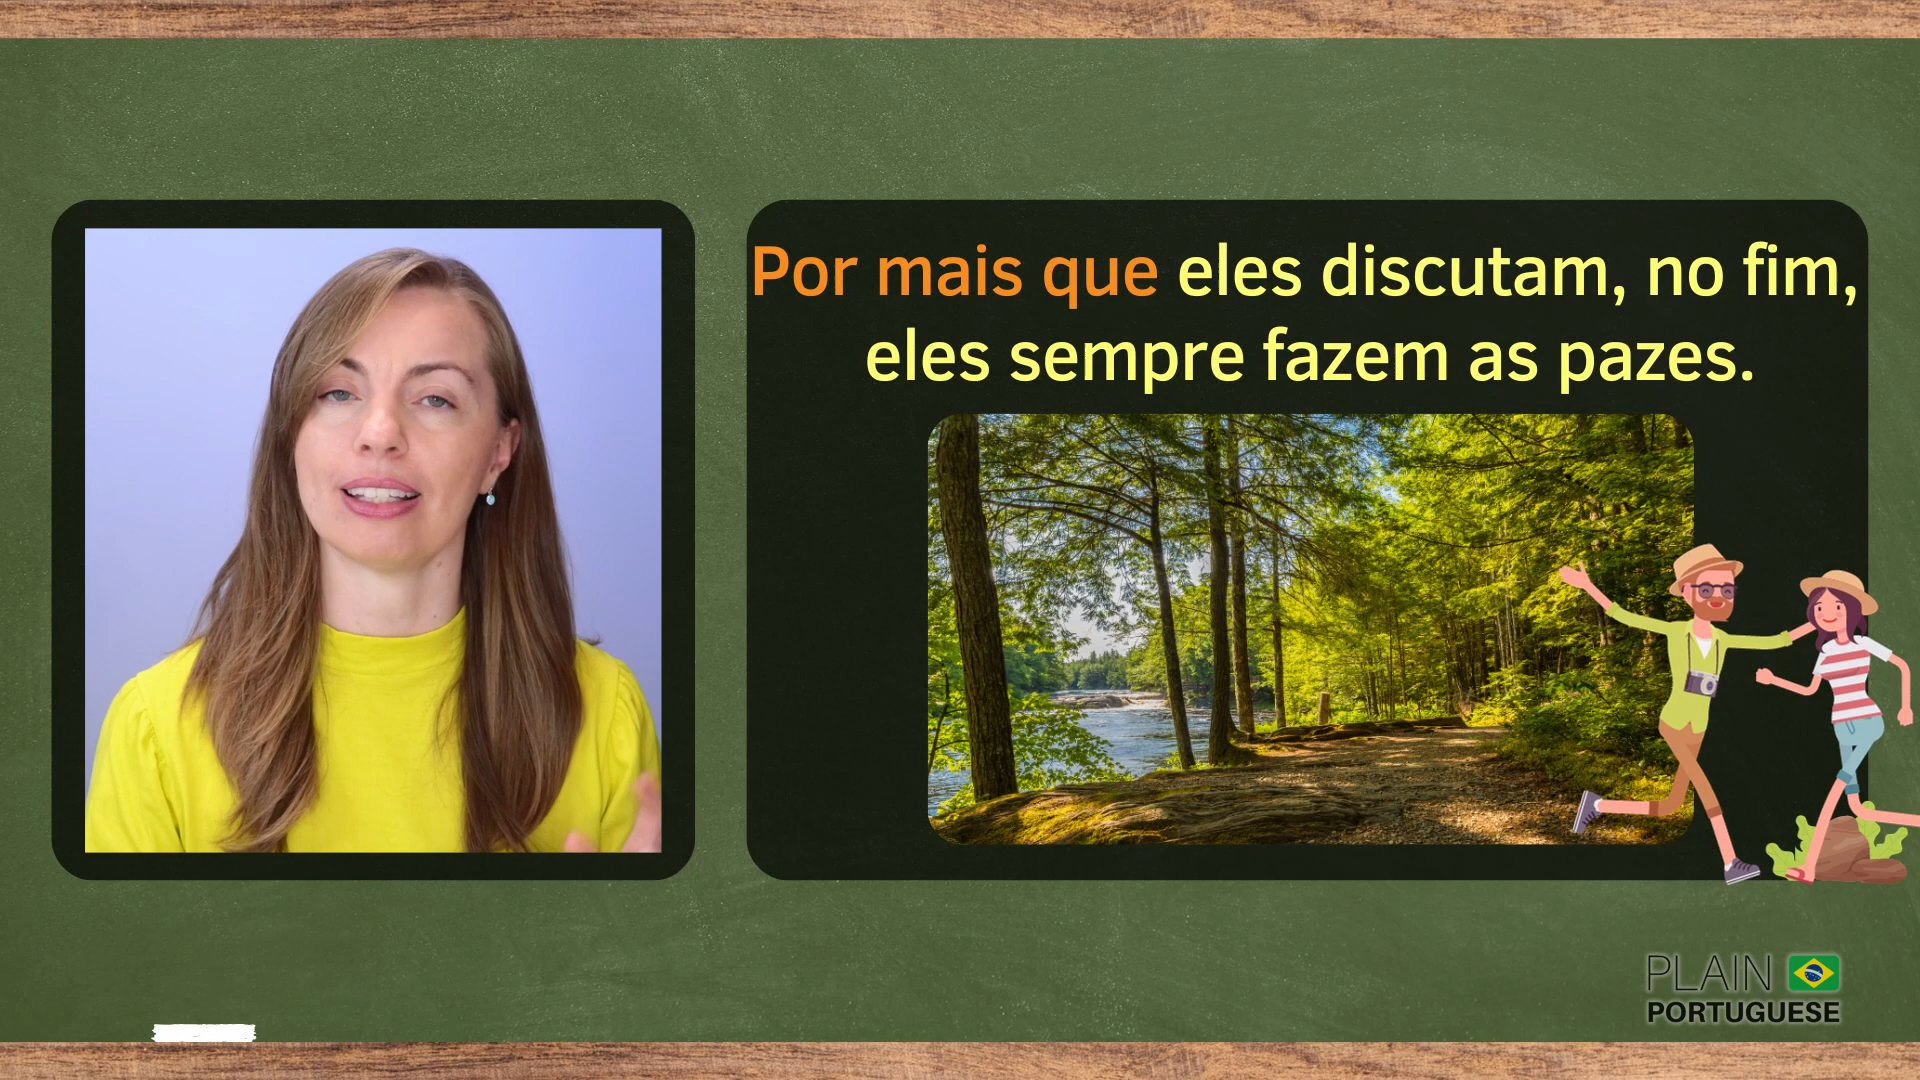 Por mais que eles discutam, no fim,
eles sempre fazem as pazes.
PLAIN
PORTUGUESE